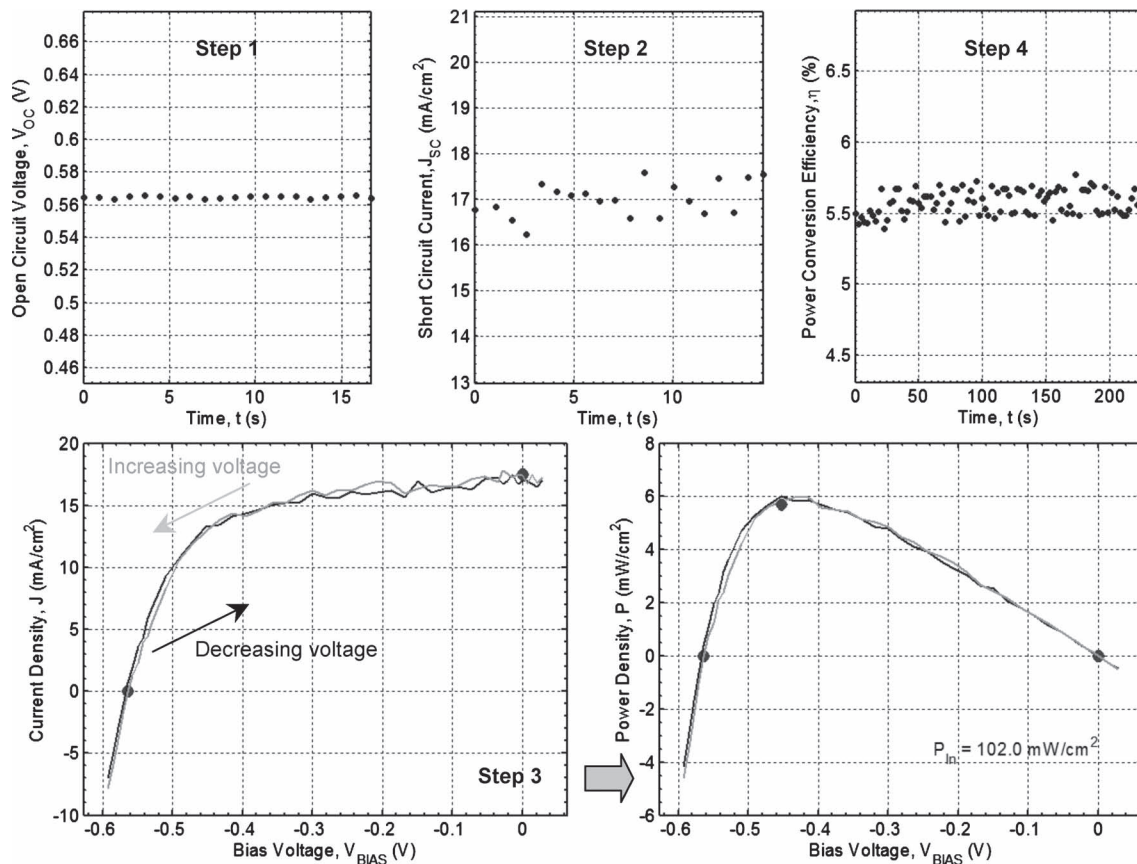 Step 1
Open Circuit Voltage, V_OC (V)
0.66
0.64
0.62
0.6
0.58
0.56
0.54
0.52
0.5
0.48
0.46
0 5 10 15
Time, t (s)
Step 2
Short Circuit Current, J_SC (mA/cm²)
21
20
19
18
17
16
15
14
13
0 5 10
Time, t (s)
Step 4
Power Conversion Efficiency, η (%)
6.5
6
5.5
5
4.5
0 50 100 150 200
Time, t (s)
Increasing voltage
Decreasing voltage
Step 3
Current Density, J (mA/cm²)
20
15
10
5
0
-5
-10
-0.6 -0.5 -0.4 -0.3 -0.2 -0.1 0
Bias Voltage, V_BIAS (V)
Power Density, P (mW/cm²)
8
6
4
2
0
-2
-4
-6
P_In = 102.0 mW/cm²
-0.6 -0.5 -0.4 -0.3 -0.2 -0.1 0
Bias Voltage, V_BIAS (V)